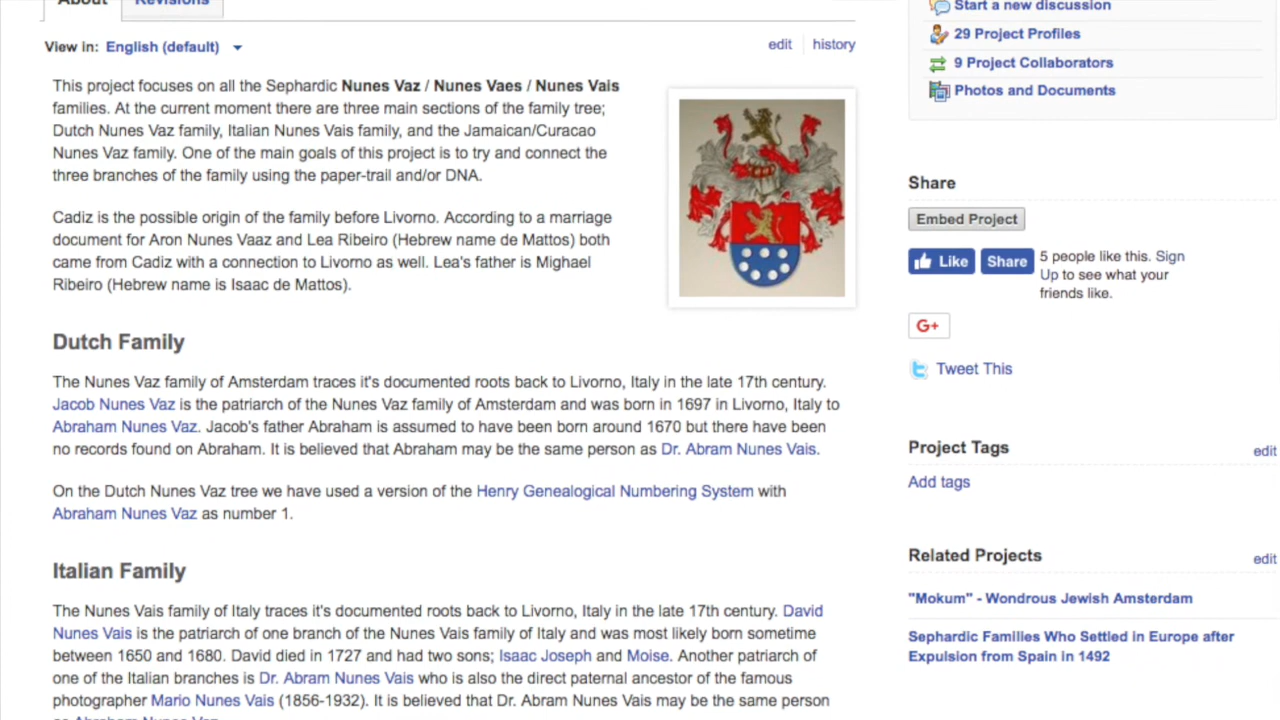 About
Revisions
View in: English (default)
edit
history
This project focuses on all the Sephardic Nunes Vaz / Nunes Vaes / Nunes Vais
families. At the current moment there are three main sections of the family tree;
Dutch Nunes Vaz family, Italian Nunes Vais family, and the Jamaican/Curacao
Nunes Vaz family. One of the main goals of this project is to try and connect the
three branches of the family using the paper-trail and/or DNA.
Cadiz is the possible origin of the family before Livorno. According to a marriage
document for Aron Nunes Vaaz and Lea Ribeiro (Hebrew name de Mattos) both
came from Cadiz with a connection to Livorno as well. Lea's father is Mighael
Ribeiro (Hebrew name is Isaac de Mattos).
Dutch Family
The Nunes Vaz family of Amsterdam traces it's documented roots back to Livorno, Italy in the late 17th century.
Jacob Nunes Vaz is the patriarch of the Nunes Vaz family of Amsterdam and was born in 1697 in Livorno, Italy to
Abraham Nunes Vaz. Jacob's father Abraham is assumed to have been born around 1670 but there have been
no records found on Abraham. It is believed that Abraham may be the same person as Dr. Abram Nunes Vais.
On the Dutch Nunes Vaz tree we have used a version of the Henry Genealogical Numbering System with
Abraham Nunes Vaz as number 1.
Italian Family
The Nunes Vais family of Italy traces it's documented roots back to Livorno, Italy in the late 17th century. David
Nunes Vais is the patriarch of one branch of the Nunes Vais family of Italy and was most likely born sometime
between 1650 and 1680. David died in 1727 and had two sons; Isaac Joseph and Moise. Another patriarch of
one of the Italian branches is Dr. Abram Nunes Vais who is also the direct paternal ancestor of the famous
photographer Mario Nunes Vais (1856-1932). It is believed that Dr. Abram Nunes Vais may be the same person
as Abraham Nunes Vaz.
Start a new discussion
29 Project Profiles
9 Project Collaborators
Photos and Documents
Share
Embed Project
Like
Share
5 people like this. Sign
Up to see what your
friends like.
G+
Tweet This
Project Tags
edit
Add tags
Related Projects
edit
"Mokum" - Wondrous Jewish Amsterdam
Sephardic Families Who Settled in Europe after
Expulsion from Spain in 1492